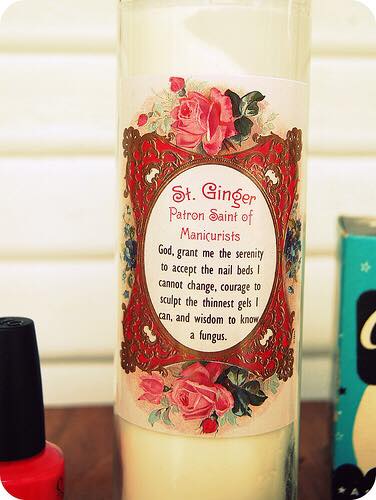 St. Ginger
Patron Saint of
Manicurists
God, grant me the serenity
to accept the nail beds I
cannot change, courage to
sculpt the thinnest gels I
can, and wisdom to know
a fungus.